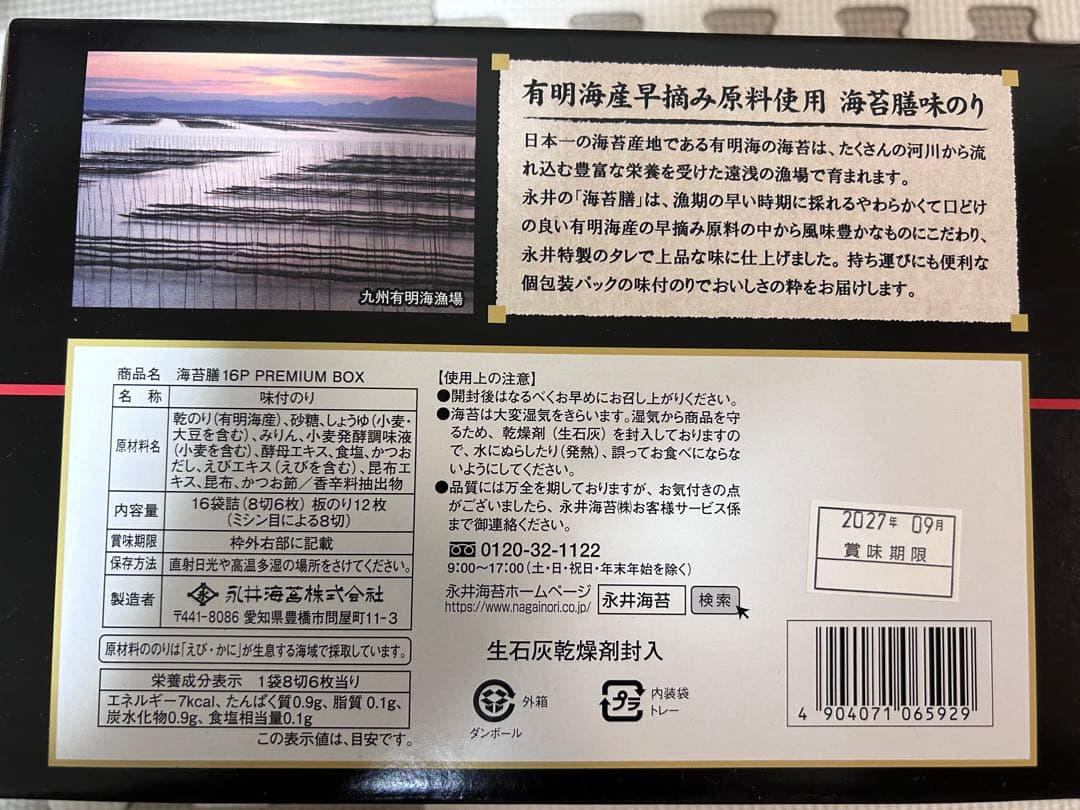 九州有明海漁場
有明海産早摘み原料使用 海苔膳味のり
日本一の海苔産地である有明海の海苔は、たくさんの河川から流
れ込む豊富な栄養を受けた遠浅の漁場で育まれます。
永井の「海苔膳」は、漁期の早い時期に採れるやわらかくて口どけ
の良い有明海産の早摘み原料の中から風味豊かなものにこだわり、
永井特製のタレで上品な味に仕上げました。持ち運びにも便利な
個包装パックの味付のりでおいしさの粋をお届けします。
商品名 海苔膳16P PREMIUM BOX
名 称 味付のり
原材料名
乾のり(有明海産)、砂糖、しょうゆ(小麦・
大豆を含む)、みりん、小麦発酵調味液
(小麦を含む)、酵母エキス、食塩、かつお
だし、えびエキス(えびを含む)、昆布エ
キス、昆布、かつお節/香辛料抽出物
内容量
16袋詰(8切6枚) 板のり12枚
(ミシン目による8切)
賞味期限 枠外右部に記載
保存方法 直射日光や高温多湿の場所をさけてください。
製造者
永井海苔株式会社
〒441-8086 愛知県豊橋市問屋町11-3
原材料ののりは「えび・かに」が生息する海域で採取しています。
栄養成分表示 1袋8切6枚当り
エネルギー7kcal、たんぱく質0.9g、脂質 0.1g、
炭水化物0.9g、食塩相当量0.1g
この表示値は、目安です。
【使用上の注意】
●開封後はなるべくお早めにお召し上がりください。
●海苔は大変湿気をきらいます。湿気から商品を守
るため、乾燥剤(生石灰)を封入しておりますの
で、水にぬらしたり(発熱)、誤ってお食べにならな
いようにしてください。
●品質には万全を期しておりますが、お気付きの点
がございましたら、永井海苔㈱お客様サービス係
まで御連絡ください。
0120-32-1122
9:00〜17:00(土・日・祝日・年末年始を除く)
永井海苔ホームページ
https://www.nagainori.co.jp/
永井海苔 検索
生石灰乾燥剤封入
外箱
ダンボール
プラ
内装袋
トレー
2027年 09月
賞味期限
4 904071 065929